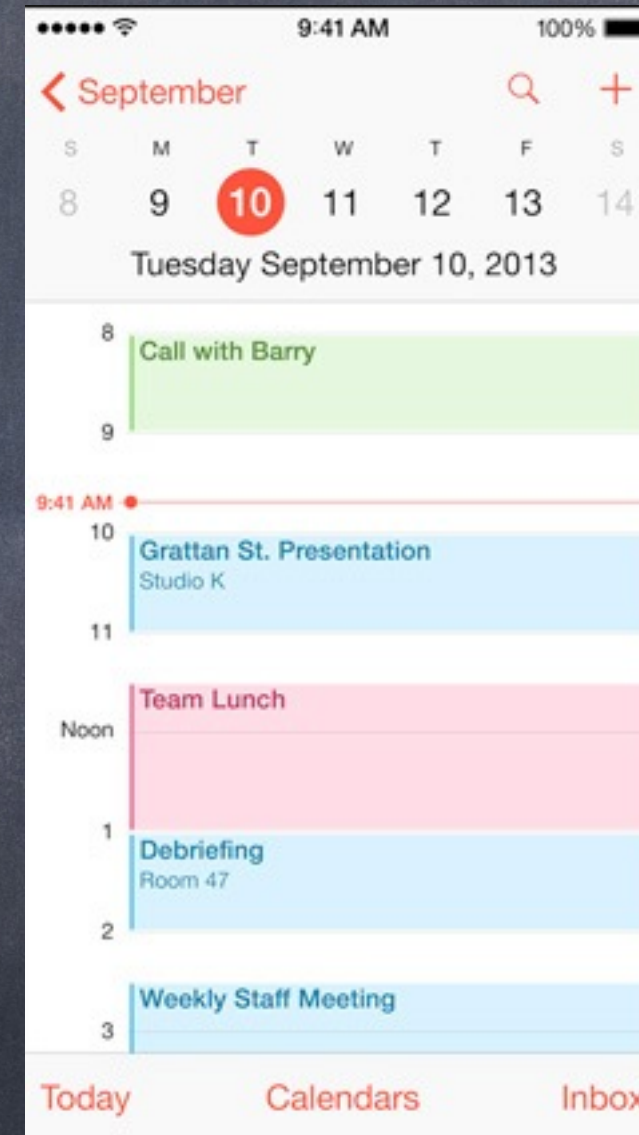 9:41 AM 100%
September
S M T W T F S
8 9 10 11 12 13 14
Tuesday September 10, 2013
8
Call with Barry
9
9:41 AM
10
Grattan St. Presentation
Studio K
11
Team Lunch
Noon
1
Debriefing
Room 47
2
Weekly Staff Meeting
3
Today Calendars Inbox